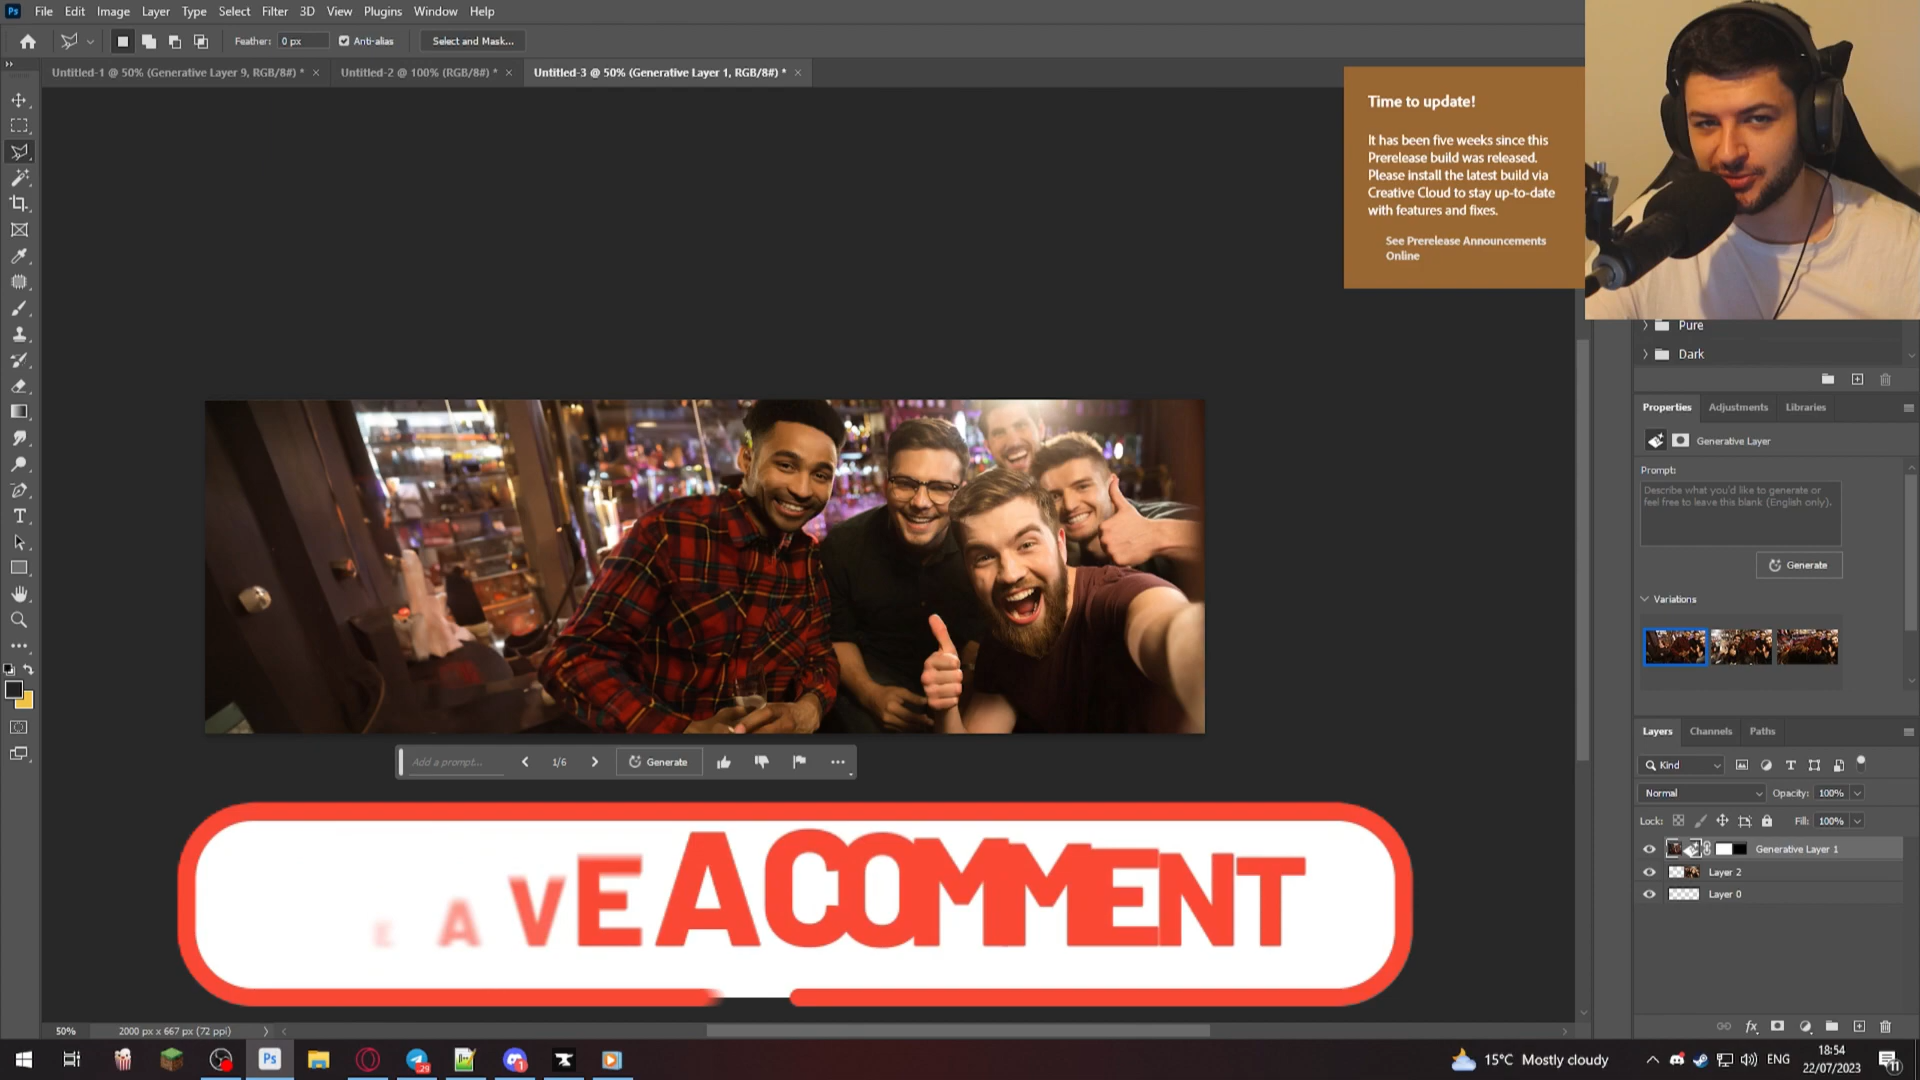 Ps File Edit Image Layer Type Select Filter 3D View Plugins Window Help
Feather: 0 px Anti-alias Select and Mask...
Untitled-1 @ 50% (Generative Layer 9, RGB/8#) * × Untitled-2 @ 100% (RGB/8#) * × Untitled-3 @ 50% (Generative Layer 1, RGB/8#) * ×
Time to update!
It has been five weeks since this
Prerelease build was released.
Please install the latest build via
Creative Cloud to stay up-to-date
with features and fixes.
See Prerelease Announcements
Online
Pure
Dark
Properties Adjustments Libraries
Generative Layer
Prompt:
Describe what you'd like to generate or
feel free to leave this blank (English only).
Generate
Variations
Add a prompt... 1/6 Generate
Layers Channels Paths
Kind
Normal Opacity: 100%
Lock: Fill: 100%
Generative Layer 1
Layer 2
Layer 0
EAVE A COMMENT
50% 2000 px x 667 px (72 ppi)
Ps 29 1 15°C Mostly cloudy ENG 18:54
22/07/2023 11